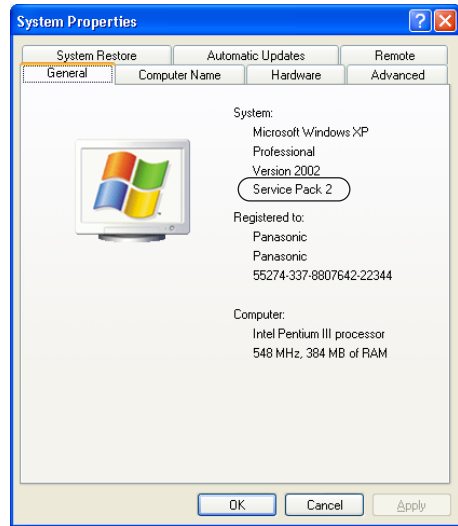 System Properties
System Restore Automatic Updates Remote
General Computer Name Hardware Advanced
System:
Microsoft Windows XP
Professional
Version 2002
Service Pack 2
Registered to:
Panasonic
Panasonic
55274-337-8807642-22344
Computer:
Intel Pentium III processor
548 MHz, 384 MB of RAM
OK Cancel Apply